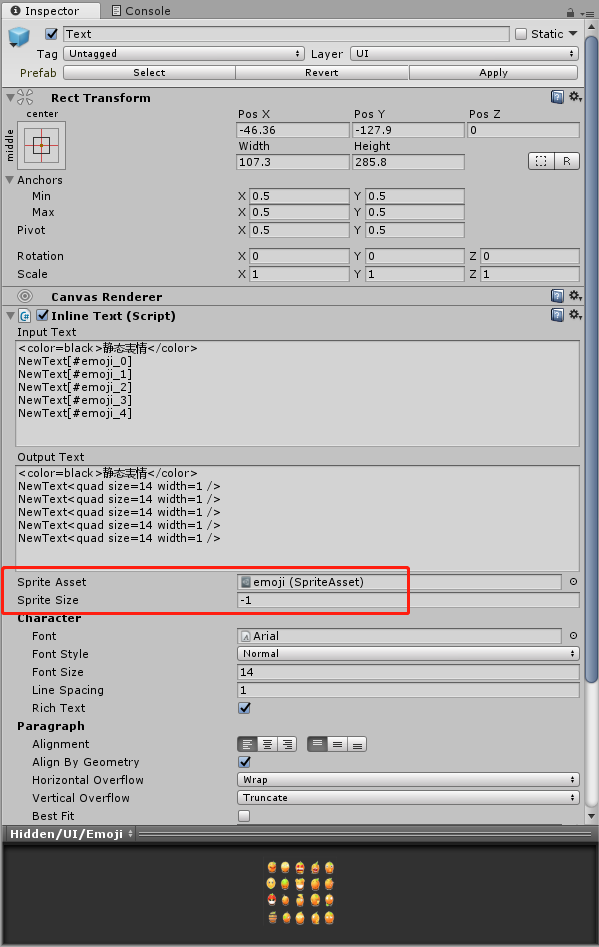 Inspector
Console
Text
Static
Tag Untagged Layer UI
Prefab Select Revert Apply
Rect Transform
center
middle
Pos X Pos Y Pos Z
-46.36 -127.9 0
Width Height
107.3 285.8
R
Anchors
Min X 0.5 Y 0.5
Max X 0.5 Y 0.5
Pivot X 0.5 Y 0.5
Rotation X 0 Y 0 Z 0
Scale X 1 Y 1 Z 1
Canvas Renderer
Inline Text (Script)
Input Text
<color=black>静态表情</color>
NewText[#emoji_0]
NewText[#emoji_1]
NewText[#emoji_2]
NewText[#emoji_3]
NewText[#emoji_4]
Output Text
<color=black>静态表情</color>
NewText<quad size=14 width=1 />
NewText<quad size=14 width=1 />
NewText<quad size=14 width=1 />
NewText<quad size=14 width=1 />
NewText<quad size=14 width=1 />
Sprite Asset emoji (SpriteAsset)
Sprite Size -1
Character
Font Arial
Font Style Normal
Font Size 14
Line Spacing 1
Rich Text
Paragraph
Alignment
Align By Geometry
Horizontal Overflow Wrap
Vertical Overflow Truncate
Best Fit
Hidden/UI/Emoji